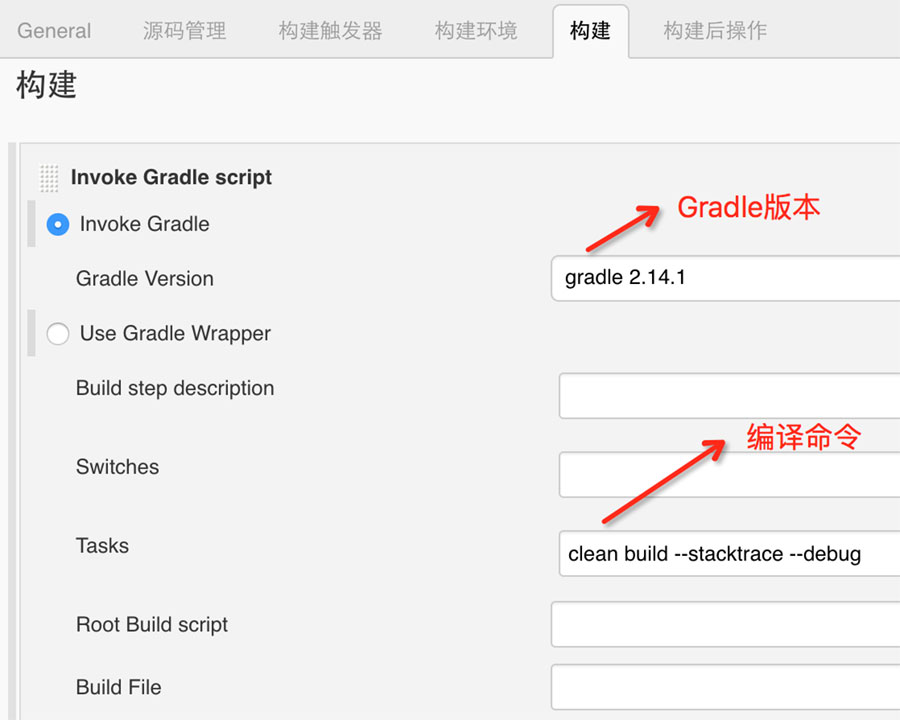 General 源码管理 构建触发器 构建环境 构建 构建后操作
构建
Invoke Gradle script
Invoke Gradle
Gradle版本
Gradle Version
gradle 2.14.1
Use Gradle Wrapper
Build step description
编译命令
Switches
Tasks
clean build --stacktrace --debug
Root Build script
Build File